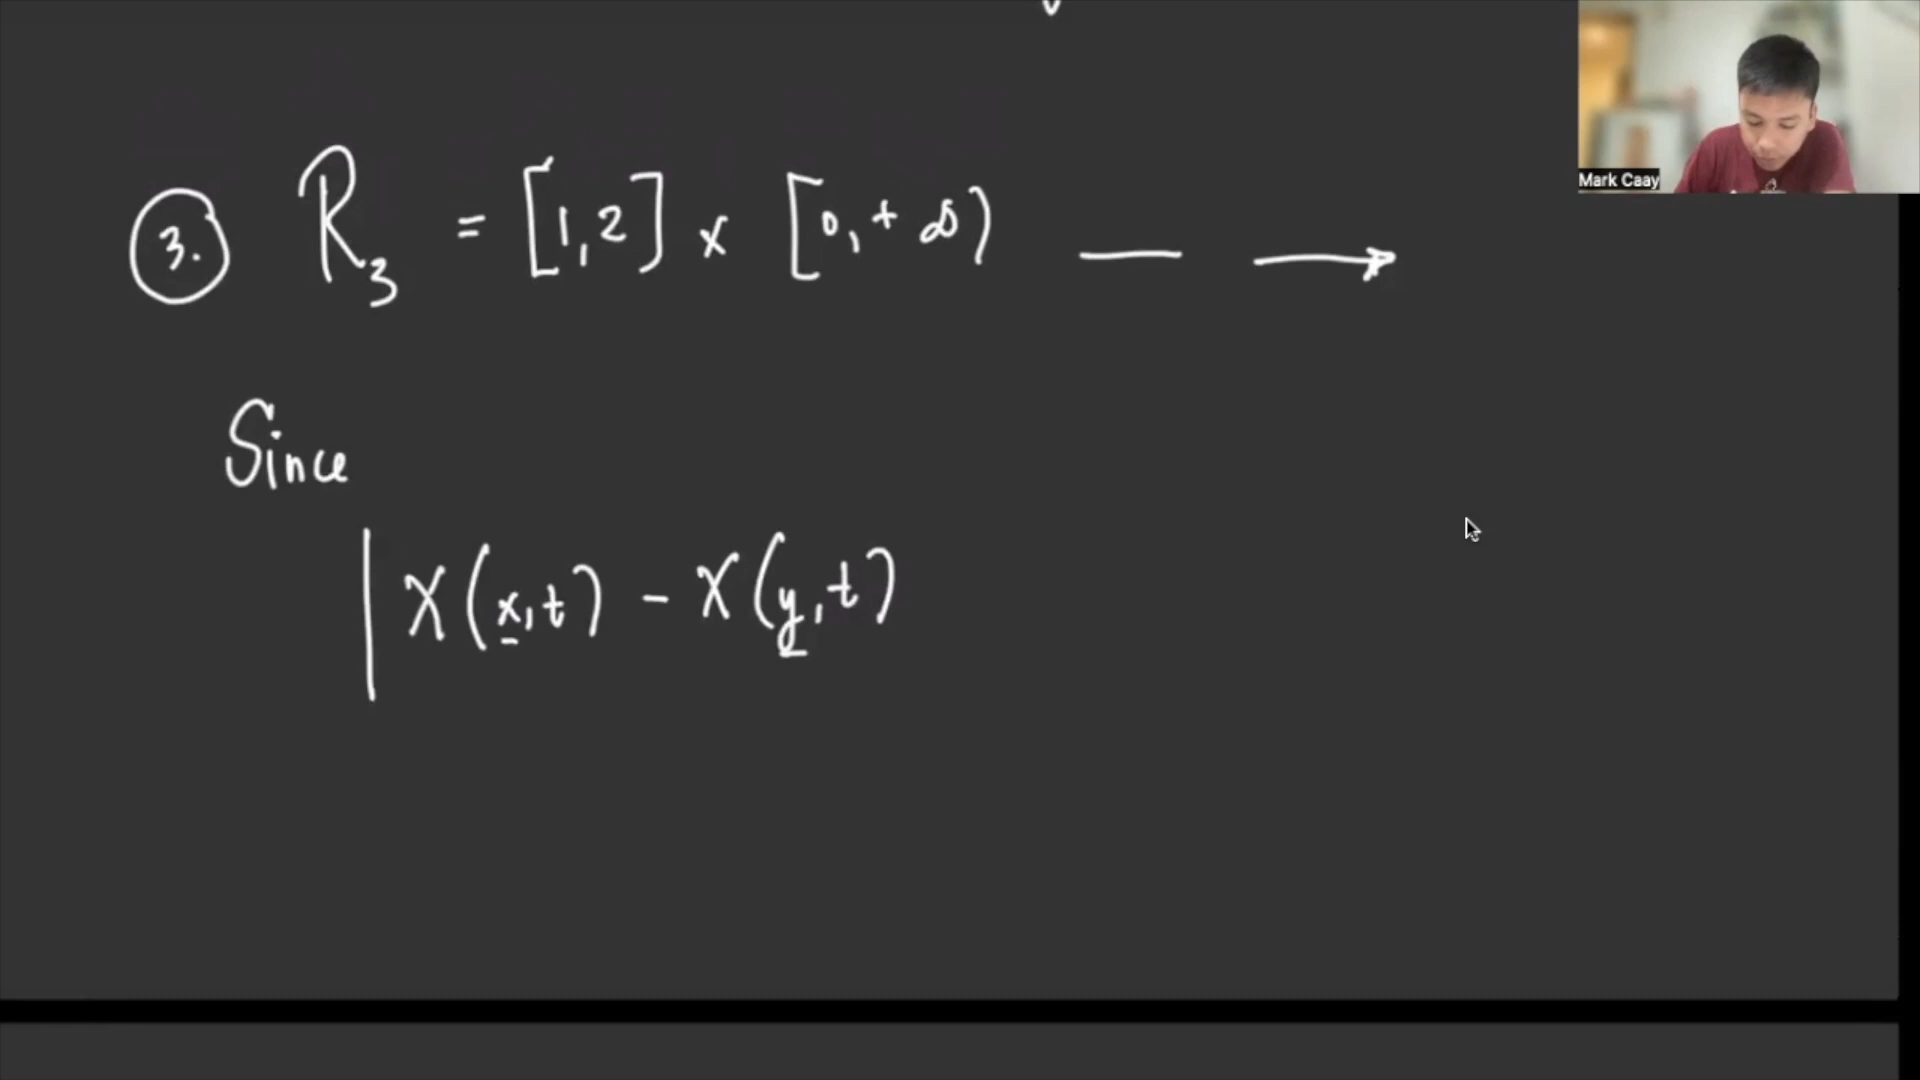 3. R₃ = [1,2] x [0,+∞) — →
Mark Caay
Since
| X(x,t) - X(y,t)